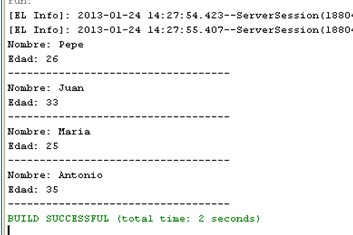 run:
[EL Info]: 2013-01-24 14:27:54.423--ServerSession(1880
[EL Info]: 2013-01-24 14:27:55.407--ServerSession(1880
Nombre: Pepe
Edad: 26
--------------------------------
Nombre: Juan
Edad: 33
--------------------------------
Nombre: Maria
Edad: 25
--------------------------------
Nombre: Antonio
Edad: 35
--------------------------------
BUILD SUCCESSFUL (total time: 2 seconds)